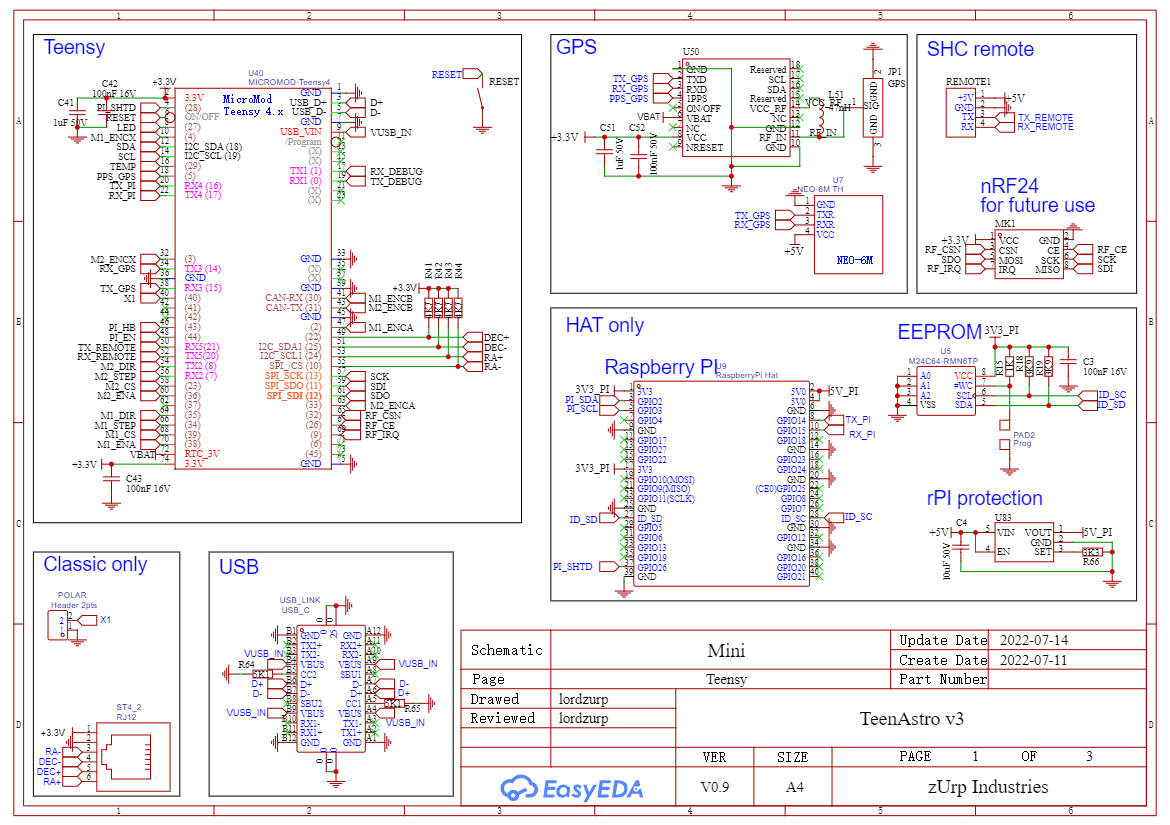 1 2 3 4 5 6
A
B
C
D
Teensy
U40
MICROMOD-Teensy4
MicroMod
Teensy 4.x
+3.3V
C42
100nF 16V
C41
1uF 50V
PI_SHTD
RESET
LED
M1_ENCX
SDA
SCL
TEMP
PPS_GPS
TX_PI
RX_PI
3.3V
(28)
ON/OFF
(27)
(4)
I2C_SDA (18)
I2C_SCL (19)
(29)
(5)
RX4 (16)
TX4 (17)
GND
USB_D+
USB_D-
GND
USB_VIN
/Program
(X)
(X)
TX1 (1)
RX1 (0)
(X)
(X)
D+
D-
VUSB_IN
RX_DEBUG
TX_DEBUG
RESET
RESET
M2_ENCX
RX_GPS
TX_GPS
X1
PI_HB
PI_EN
TX_REMOTE
RX_REMOTE
M2_DIR
M2_STEP
M2_CS
M2_ENA
M1_DIR
M1_STEP
M1_CS
M1_ENA
VBAT
+3.3V
C43
100nF 16V
(3)
TX3 (14)
GND
RX3 (15)
(40)
(41)
(42)
(43)
(44)
RX5(21)
TX5(20)
TX2 (8)
RX2 (7)
(23)
(36)
(37)
(35)
(34)
(39)
(38)
RTC_3V
3.3V
GND
(X)
(X)
GND
CAN-RX (30)
CAN-TX (31)
GND
(2)
(22)
I2C_SDA1 (25)
I2C_SCL1 (24)
SPI_/CS (10)
SPI_SCK (13)
SPI_SDO (11)
SPI_SDI (12)
(33)
(32)
(26)
(9)
(6)
(45)
GND
M1_ENCB
M2_ENCB
M1_ENCA
+3.3V
R41
R42
R43
R44
DEC+
DEC-
RA+
RA-
SCK
SDI
SDO
M2_ENCA
RF_CSN
RF_CE
RF_IRQ
GPS
U50
TX_GPS
RX_GPS
PPS_GPS
VBAT
+3.3V
C51
1uF 50V
C52
100nF 50V
GND
TXD
RXD
1PPS
ON/OFF
VBAT
NC
VCC
NRESET
Reserved
SCL
SDA
Reserved
VCC_RF
NC
GND
RF_IN
GND
L51
47nH
RF_IN
JP1
GPS
GND
SIG
GND
U7
NEO-6M TH
TX_GPS
RX_GPS
+5V
GND
TXR
RXR
VCC
NEO-6M
SHC remote
REMOTE1
+5V
GND
TX
RX
+5V
TX_REMOTE
RX_REMOTE
nRF24
for future use
MK1
+3.3V
RF_CSN
SDO
RF_IRQ
VCC
CSN
MOSI
IRQ
GND
CE
SCK
MISO
RF_CE
SCK
SDI
HAT only
Raspberry PI
U9
RaspberryPi Hat
3V3_PI
PI_SDA
PI_SCL
3V3_PI
ID_SD
PI_SHTD
3V3
GPIO2
GPIO3
GPIO4
GND
GPIO17
GPIO27
GPIO22
3V3
GPIO10(MOSI)
GPIO9(MISO)
GPIO11(SCLK)
GND
ID_SD
GPIO5
GPIO6
GPIO13
GPIO19
GPIO26
GND
5V0
5V0
GND
GPIO14
GPIO15
GPIO18
GND
GPIO23
GPIO24
GND
(CE0)GPIO25
GPIO8
GPIO7
ID_SC
GND
GPIO12
GND
GPIO16
GPIO20
GPIO21
5V_PI
TX_PI
RX_PI
ID_SC
EEPROM
3V3_PI
U5
M24C64-RMN6TP
A0
A1
A2
VSS
VCC
#WC
SCL
SDA
R15
R18
R19
C3
100nF 16V
ID_SC
ID_SD
PAD2
Prog
rPI protection
+5V
C4
10uF 50V
U83
VIN
EN
VOUT
GND
SET
5V_PI
R66
Classic only
POLAR
Header 2pts
2
1
X1
ST4_2
RJ12
+3.3V
RA-
DEC-
DEC+
RA+
USB
USB_LINK
USB_C
VUSB_IN
R64
5K1
D+
D-
VUSB_IN
GND
TX2+
TX2-
VBUS
CC2
D+
D-
SBU2
VBUS
RX1-
RX1+
GND
GND
RX2+
RX2-
VBUS
SBU1
D-
D+
CC1
VBUS
TX1-
TX1+
GND
VUSB_IN
D-
D+
5K1
R65
VUSB_IN
Schematic Mini Update Date 2022-07-14
Create Date 2022-07-11
Page Teensy Part Number
Drawed lordzurp
Reviewed lordzurp
TeenAstro v3
VER SIZE PAGE 1 OF 3
EasyEDA V0.9 A4 zUrp Industries
1 2 3 4 5 6